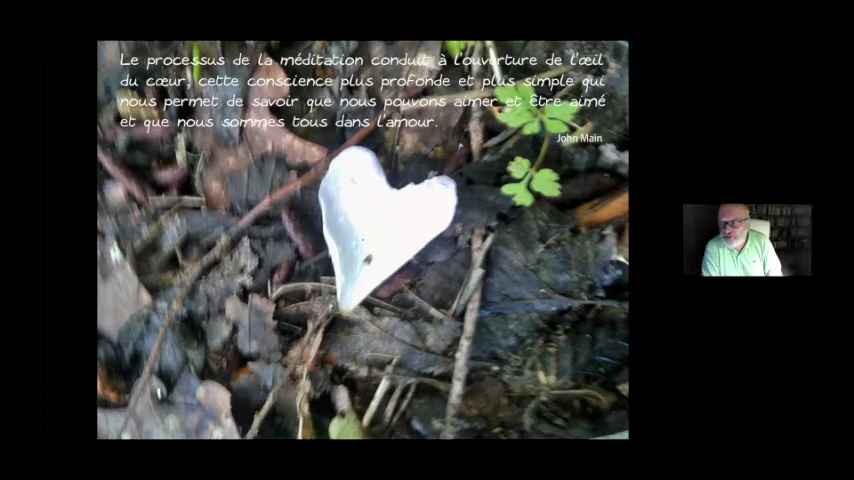 Le processus de la méditation conduit à l'ouverture de l'œil
du cœur, cette conscience plus profonde et plus simple qui
nous permet de savoir que nous pouvons aimer et être aimé
et que nous sommes tous dans l'amour.
John Main